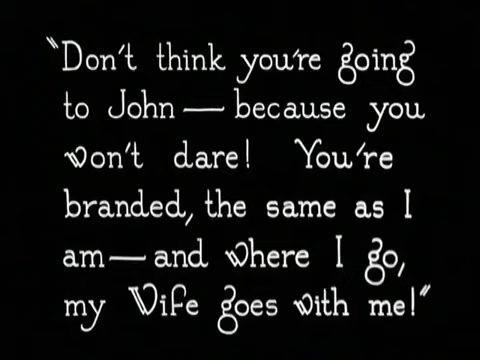 "Don't think you're going
to John — because you
won't dare! You're
branded, the same as I
am — and where I go,
my Wife goes with me!"